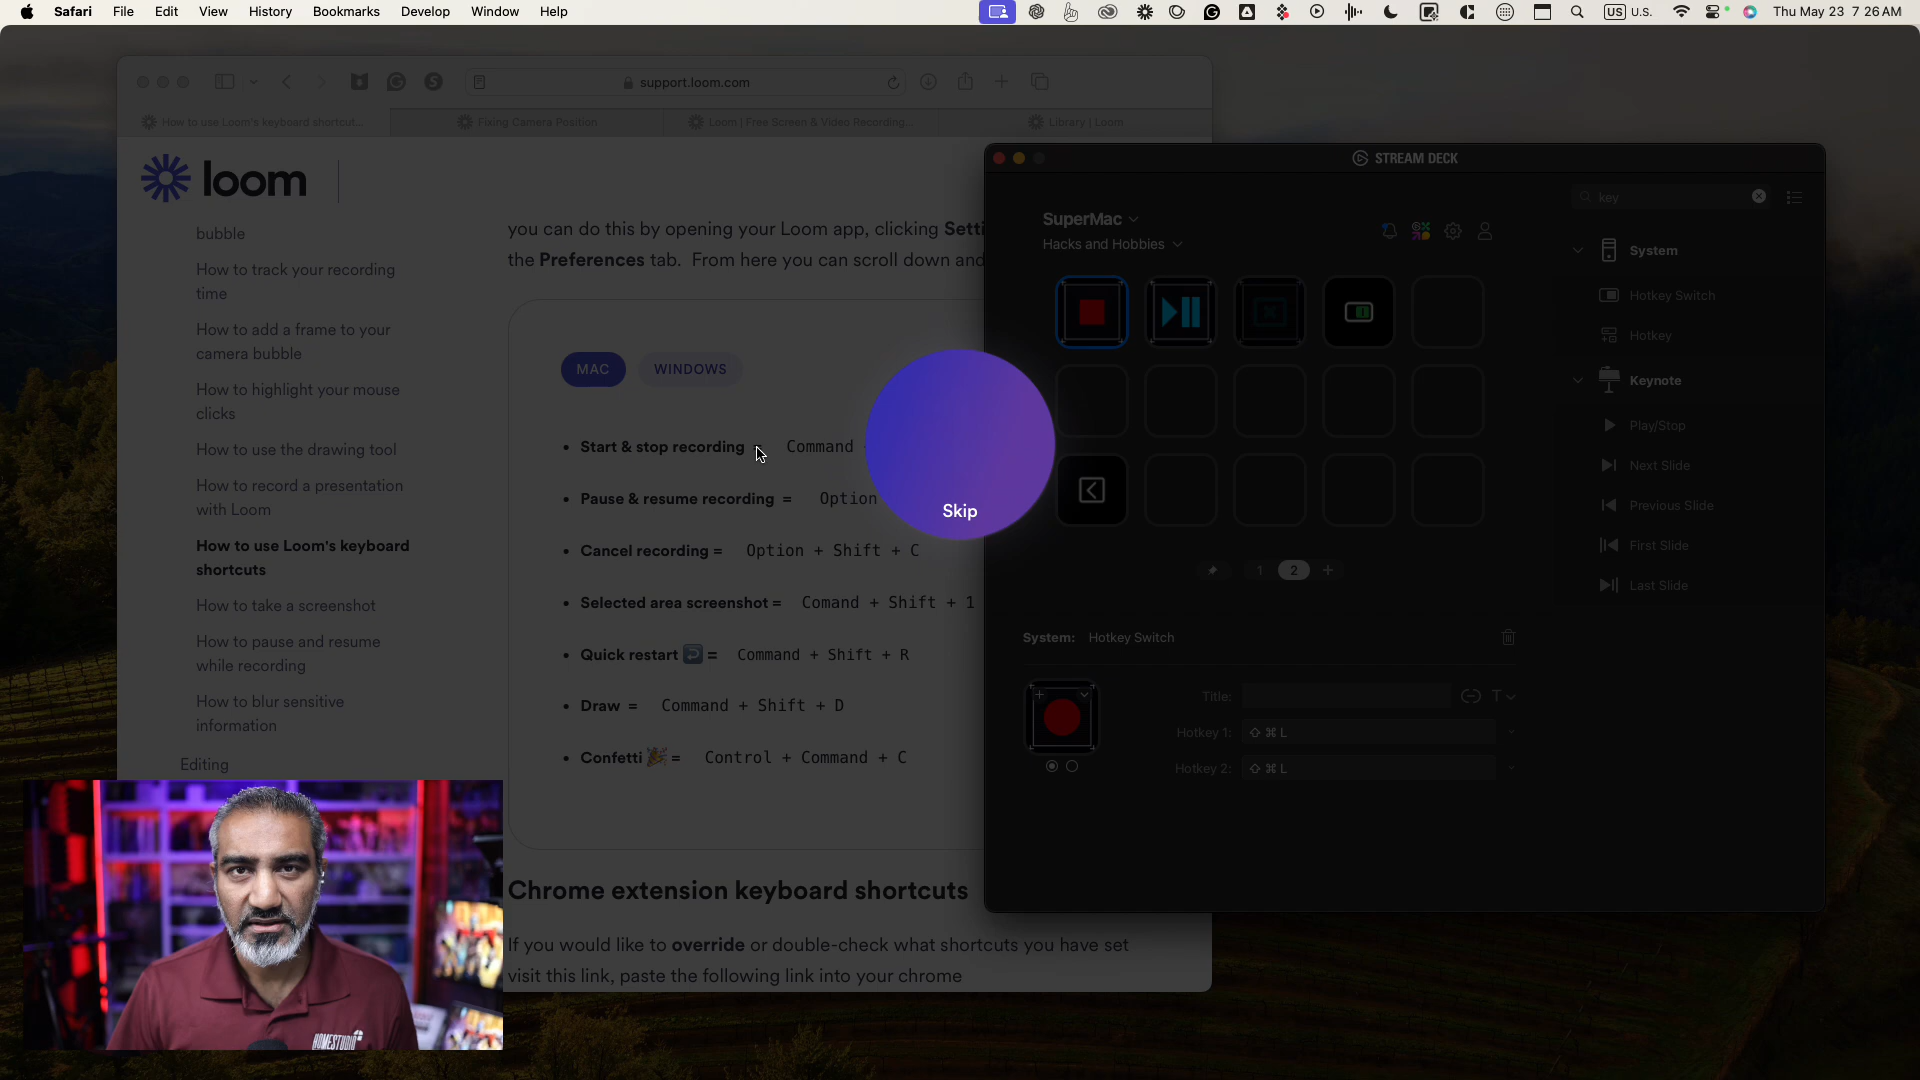 Safari File Edit View History Bookmarks Develop Window Help
US U.S. Thu May 23 7 26 AM
support.loom.com
How to use Loom's keyboard shortcut...
Fixing Camera Position
Loom | Free Screen & Video Recording...
Library | Loom
loom
bubble
How to track your recording
time
How to add a frame to your
camera bubble
How to highlight your mouse
clicks
How to use the drawing tool
How to record a presentation
with Loom
How to use Loom's keyboard
shortcuts
How to take a screenshot
How to pause and resume
while recording
How to blur sensitive
information
Editing
you can do this by opening your Loom app, clicking Setti
the Preferences tab. From here you can scroll down and
MAC WINDOWS
• Start & stop recording = Command
• Pause & resume recording = Option
• Cancel recording = Option + Shift + C
• Selected area screenshot = Comand + Shift + 1
• Quick restart = Command + Shift + R
• Draw = Command + Shift + D
• Confetti = Control + Command + C
Chrome extension keyboard shortcuts
If you would like to override or double-check what shortcuts you have set
visit this link, paste the following link into your chrome
Skip
STREAM DECK
SuperMac
Hacks and Hobbies
1 2 +
System: Hotkey Switch
Title: T
Hotkey 1: ⇧ ⌘ L
Hotkey 2: ⇧ ⌘ L
key
System
Hotkey Switch
Hotkey
Keynote
Play/Stop
Next Slide
Previous Slide
First Slide
Last Slide
HOMESTUDIO